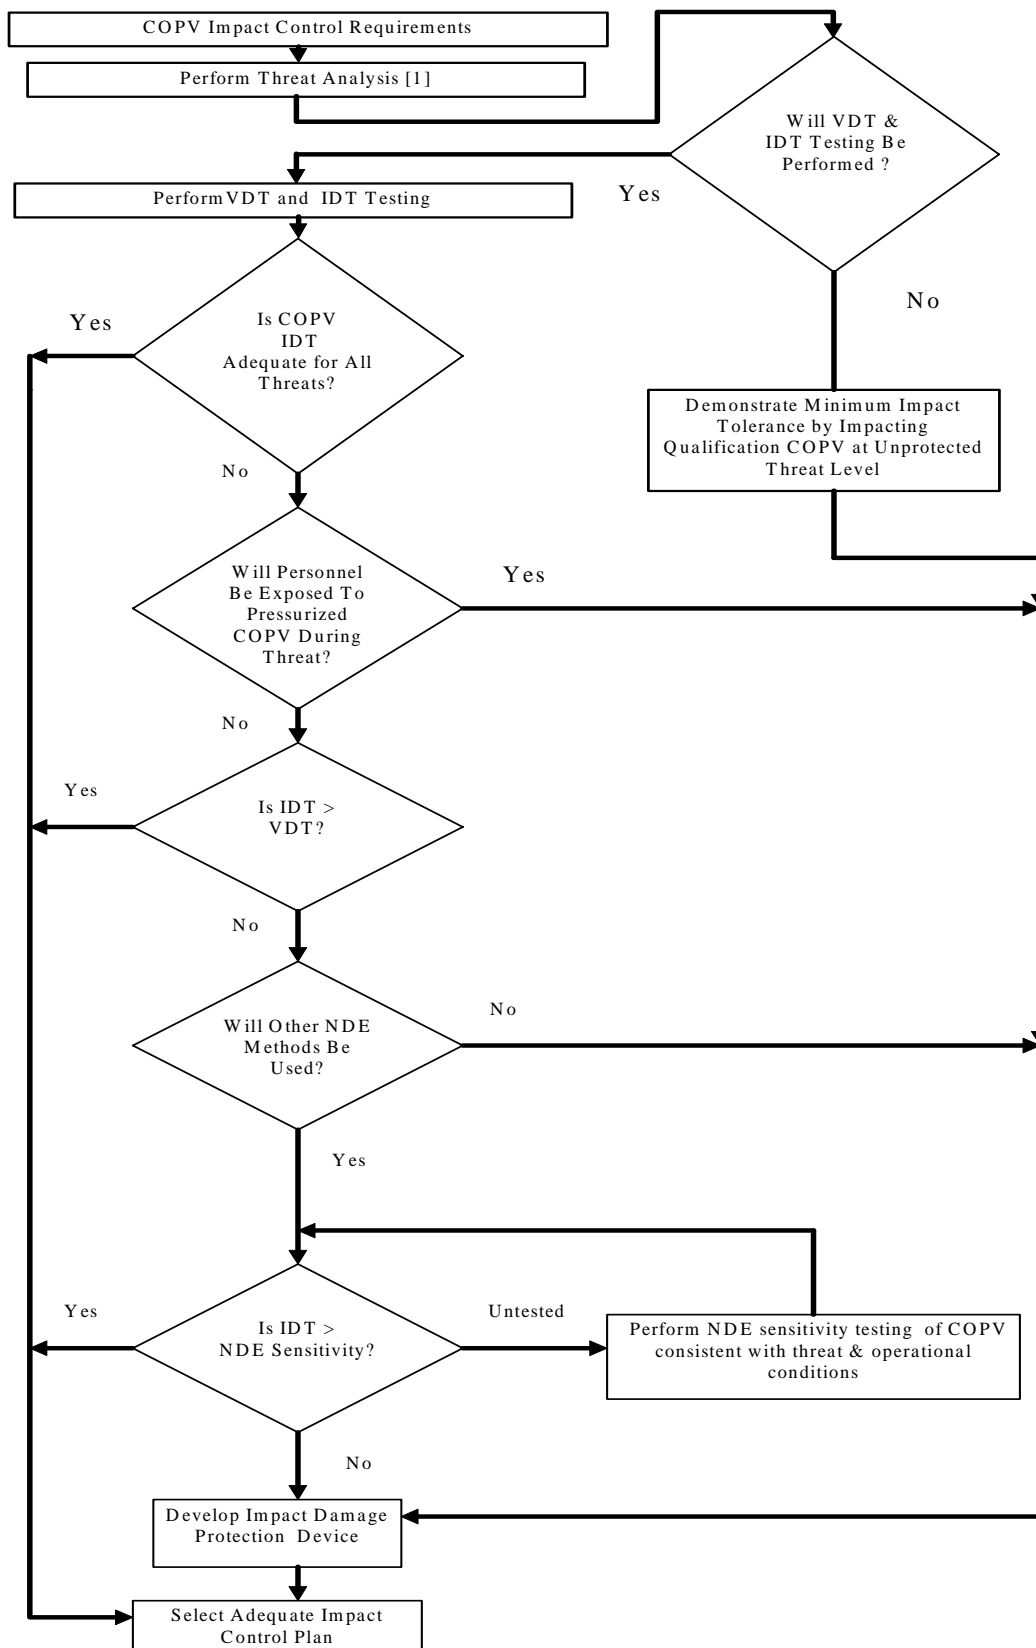 COPV Impact Control Requirements
Perform Threat Analysis [1]
Will VDT &
IDT Testing Be
Performed ?
Yes
No
Perform VDT and IDT Testing
Is COPV
IDT
Adequate for All
Threats?
Yes
No
Demonstrate Minimum Impact
Tolerance by Impacting
Qualification COPV at Unprotected
Threat Level
Will Personnel
Be Exposed To
Pressurized
COPV During
Threat?
Yes
No
Is IDT >
VDT?
Yes
No
Will Other NDE
Methods Be
Used?
No
Yes
Is IDT >
NDE Sensitivity?
Yes
Untested
Perform NDE sensitivity testing of COPV
consistent with threat & operational
conditions
No
Develop Impact Damage
Protection Device
Select Adequate Impact
Control Plan